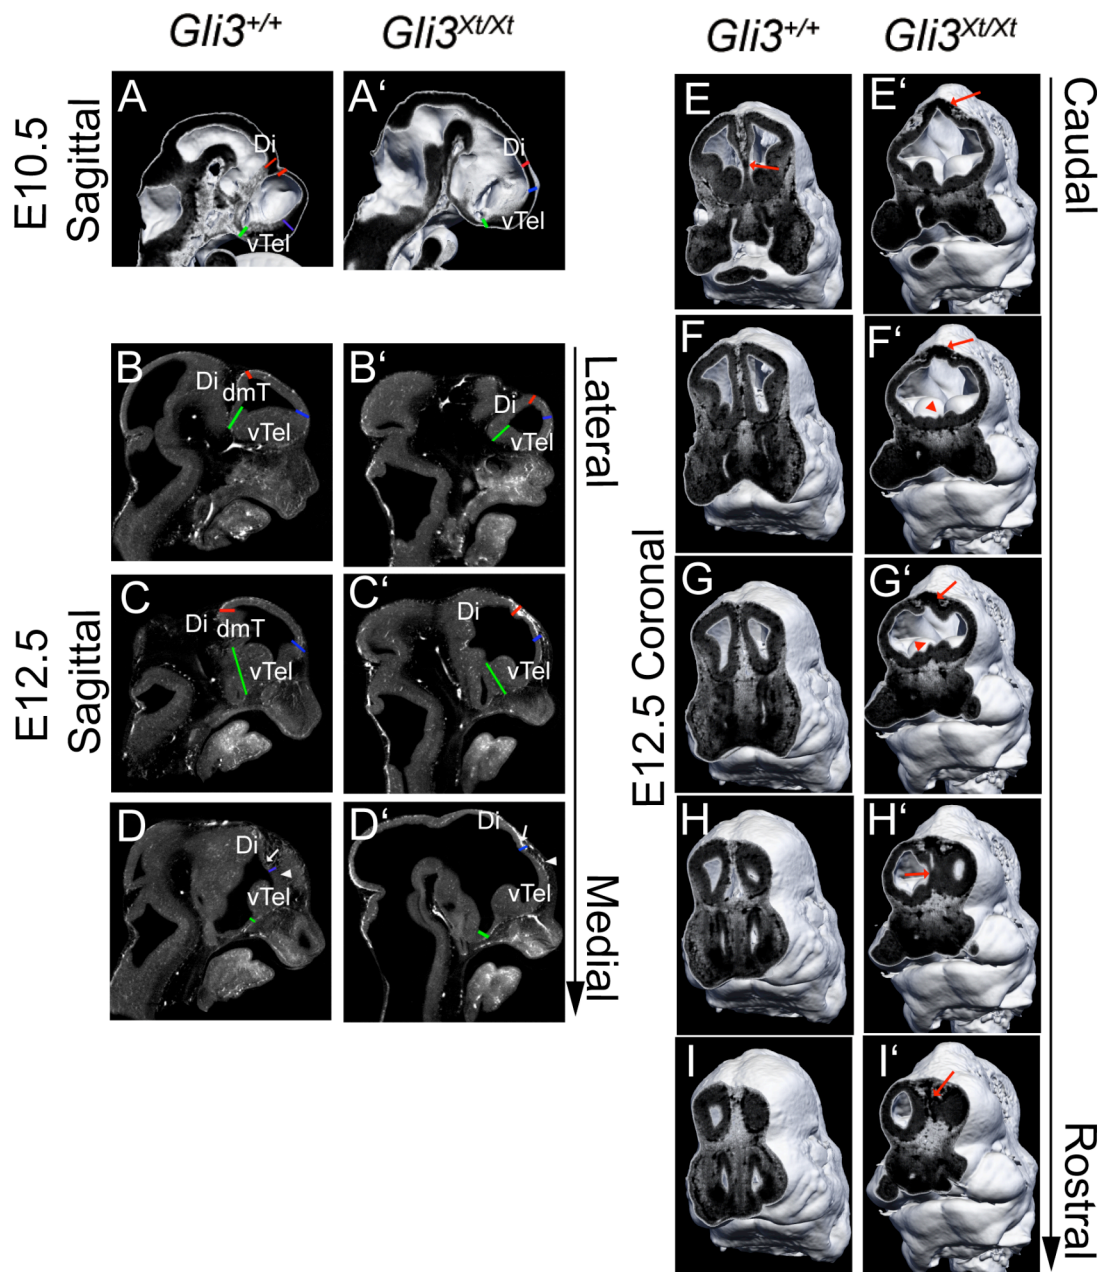 Gli3+/+
Gli3Xt/Xt
Gli3+/+
Gli3Xt/Xt
E10.5
Sagittal
A
Di
vTel
A‘
Di
vTel
E12.5
Sagittal
B
Di
dmT
vTel
B‘
Di
vTel
C
Di
dmT
vTel
C‘
Di
vTel
D
Di
vTel
D‘
Di
vTel
Lateral
Medial
E12.5 Coronal
E
E‘
F
F‘
G
G‘
H
H‘
I
I‘
Caudal
Rostral